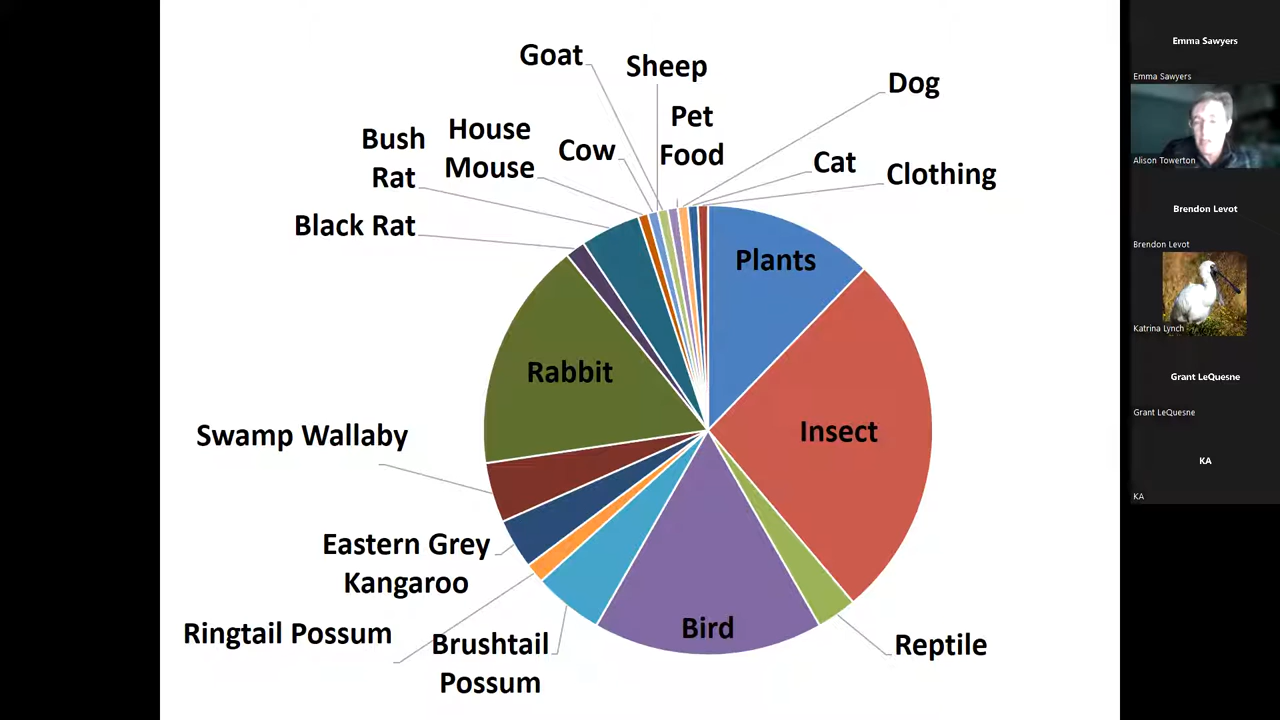 Goat
Sheep
Dog
Pet
Food
Bush
Rat
House
Mouse
Cow
Cat
Clothing
Black Rat
Plants
Rabbit
Insect
Swamp Wallaby
Eastern Grey
Kangaroo
Ringtail Possum
Brushtail
Possum
Bird
Reptile
Emma Sawyers
Emma Sawyers
Alison Towerton
Brendon Levot
Brendon Levot
Katrina Lynch
Grant LeQuesne
Grant LeQuesne
KA
KA